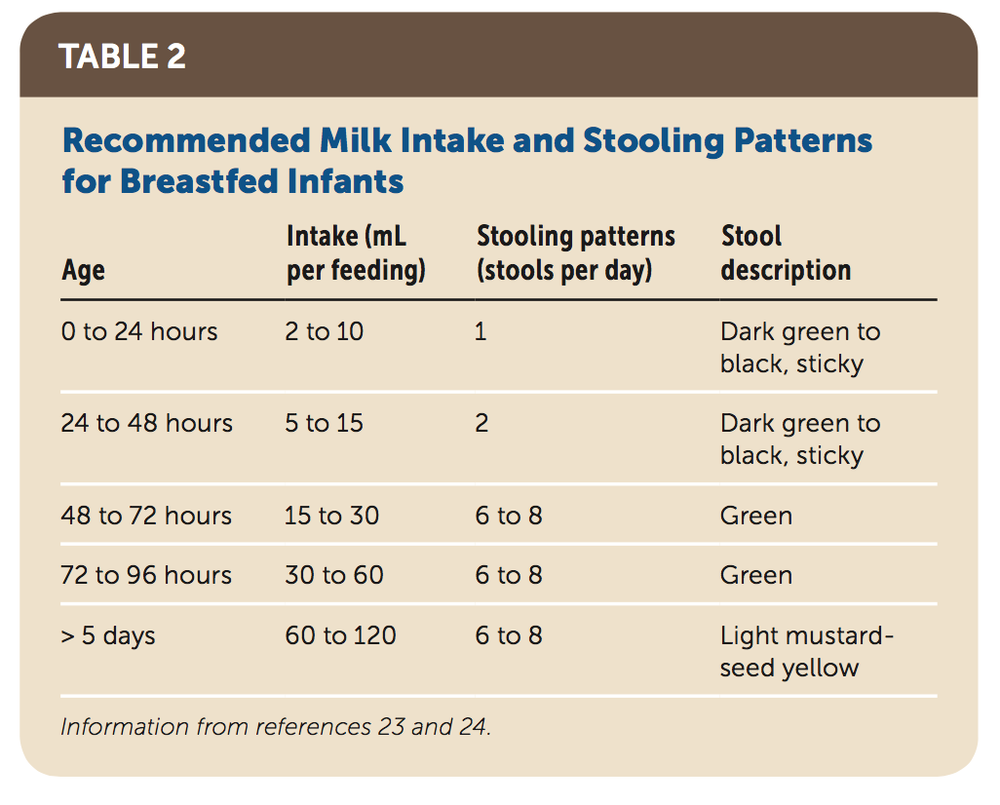 TABLE 2
Recommended Milk Intake and Stooling Patterns
for Breastfed Infants
Age
Intake (mL
per feeding)
Stooling patterns
(stools per day)
Stool
description
0 to 24 hours
2 to 10
1
Dark green to
black, sticky
24 to 48 hours
5 to 15
2
Dark green to
black, sticky
48 to 72 hours
15 to 30
6 to 8
Green
72 to 96 hours
30 to 60
6 to 8
Green
> 5 days
60 to 120
6 to 8
Light mustard-
seed yellow
Information from references 23 and 24.